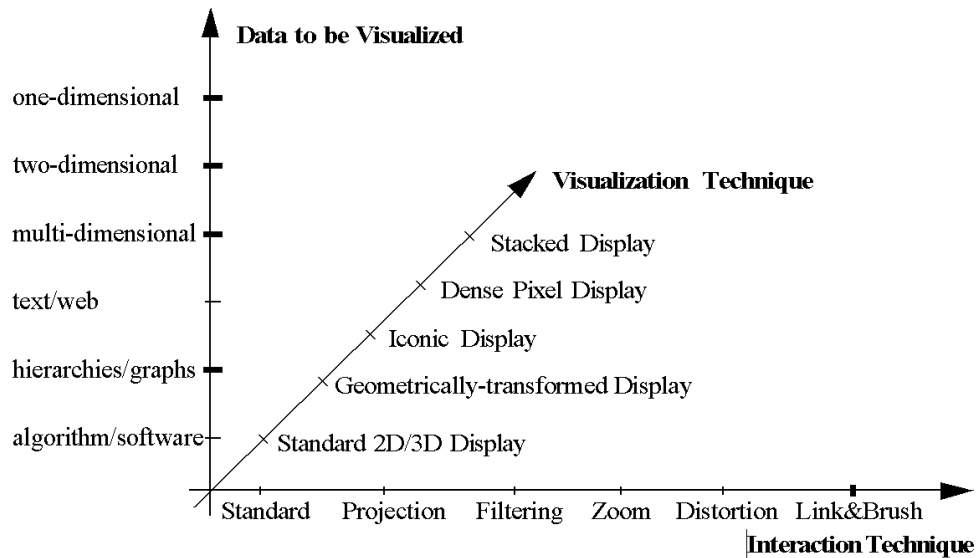 Data to be Visualized
one-dimensional
two-dimensional
Visualization Technique
multi-dimensional
Stacked Display
Dense Pixel Display
text/web
Iconic Display
hierarchies/graphs
Geometrically-transformed Display
algorithm/software
Standard 2D/3D Display
Standard Projection Filtering Zoom Distortion Link&Brush
Interaction Technique